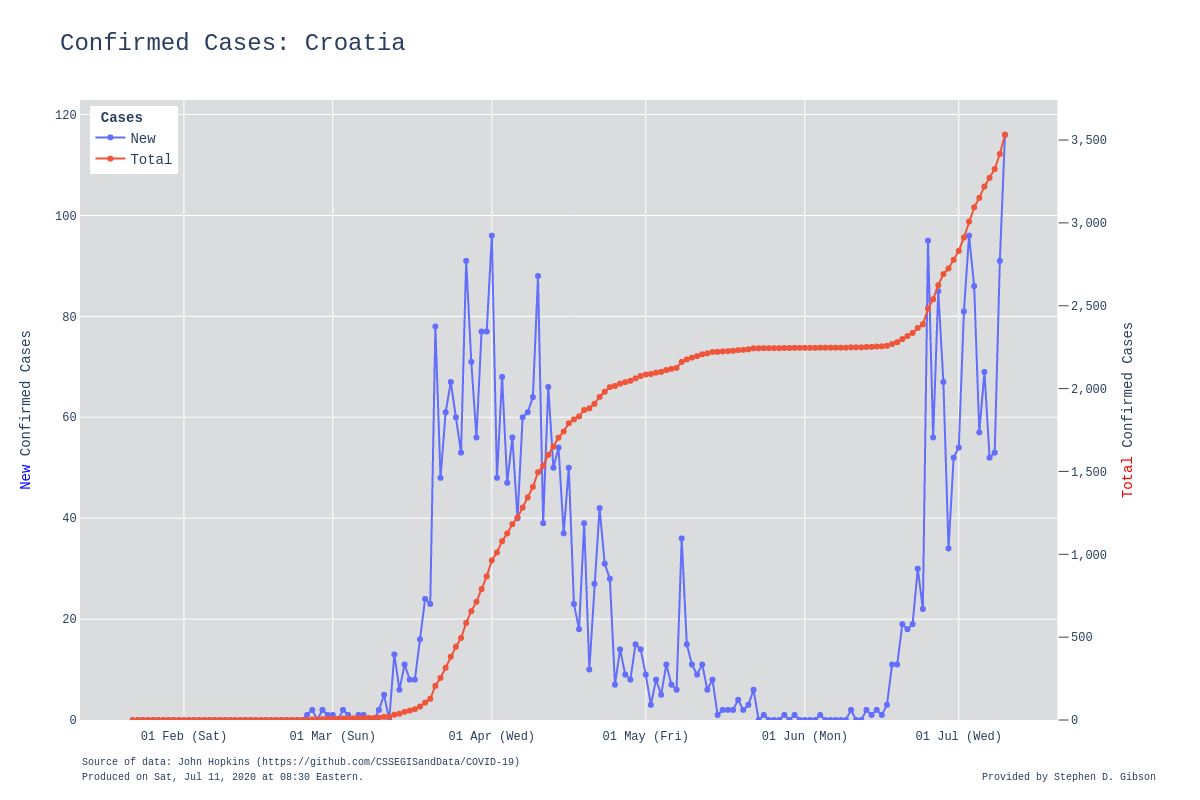 Confirmed Cases: Croatia
Cases
New
Total
120
100
80
60
40
20
0
3,500
3,000
2,500
2,000
1,500
1,000
500
0
New Confirmed Cases
Total Confirmed Cases
01 Feb (Sat)
01 Mar (Sun)
01 Apr (Wed)
01 May (Fri)
01 Jun (Mon)
01 Jul (Wed)
Source of data: John Hopkins (https://github.com/CSSEGISandData/COVID-19)
Produced on Sat, Jul 11, 2020 at 08:30 Eastern.
Provided by Stephen D. Gibson